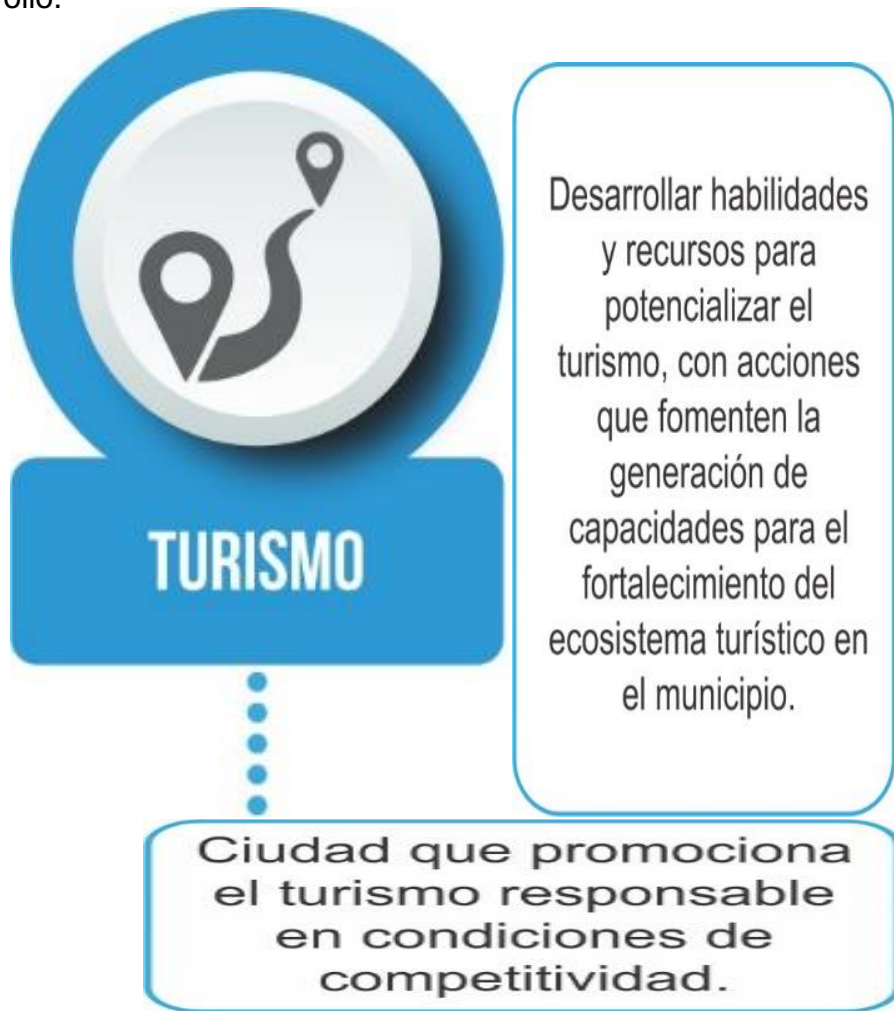 ollo.
TURISMO
Desarrollar habilidades
y recursos para
potencializar el
turismo, con acciones
que fomenten la
generación de
capacidades para el
fortalecimiento del
ecosistema turístico en
el municipio.
Ciudad que promociona
el turismo responsable
en condiciones de
competitividad.